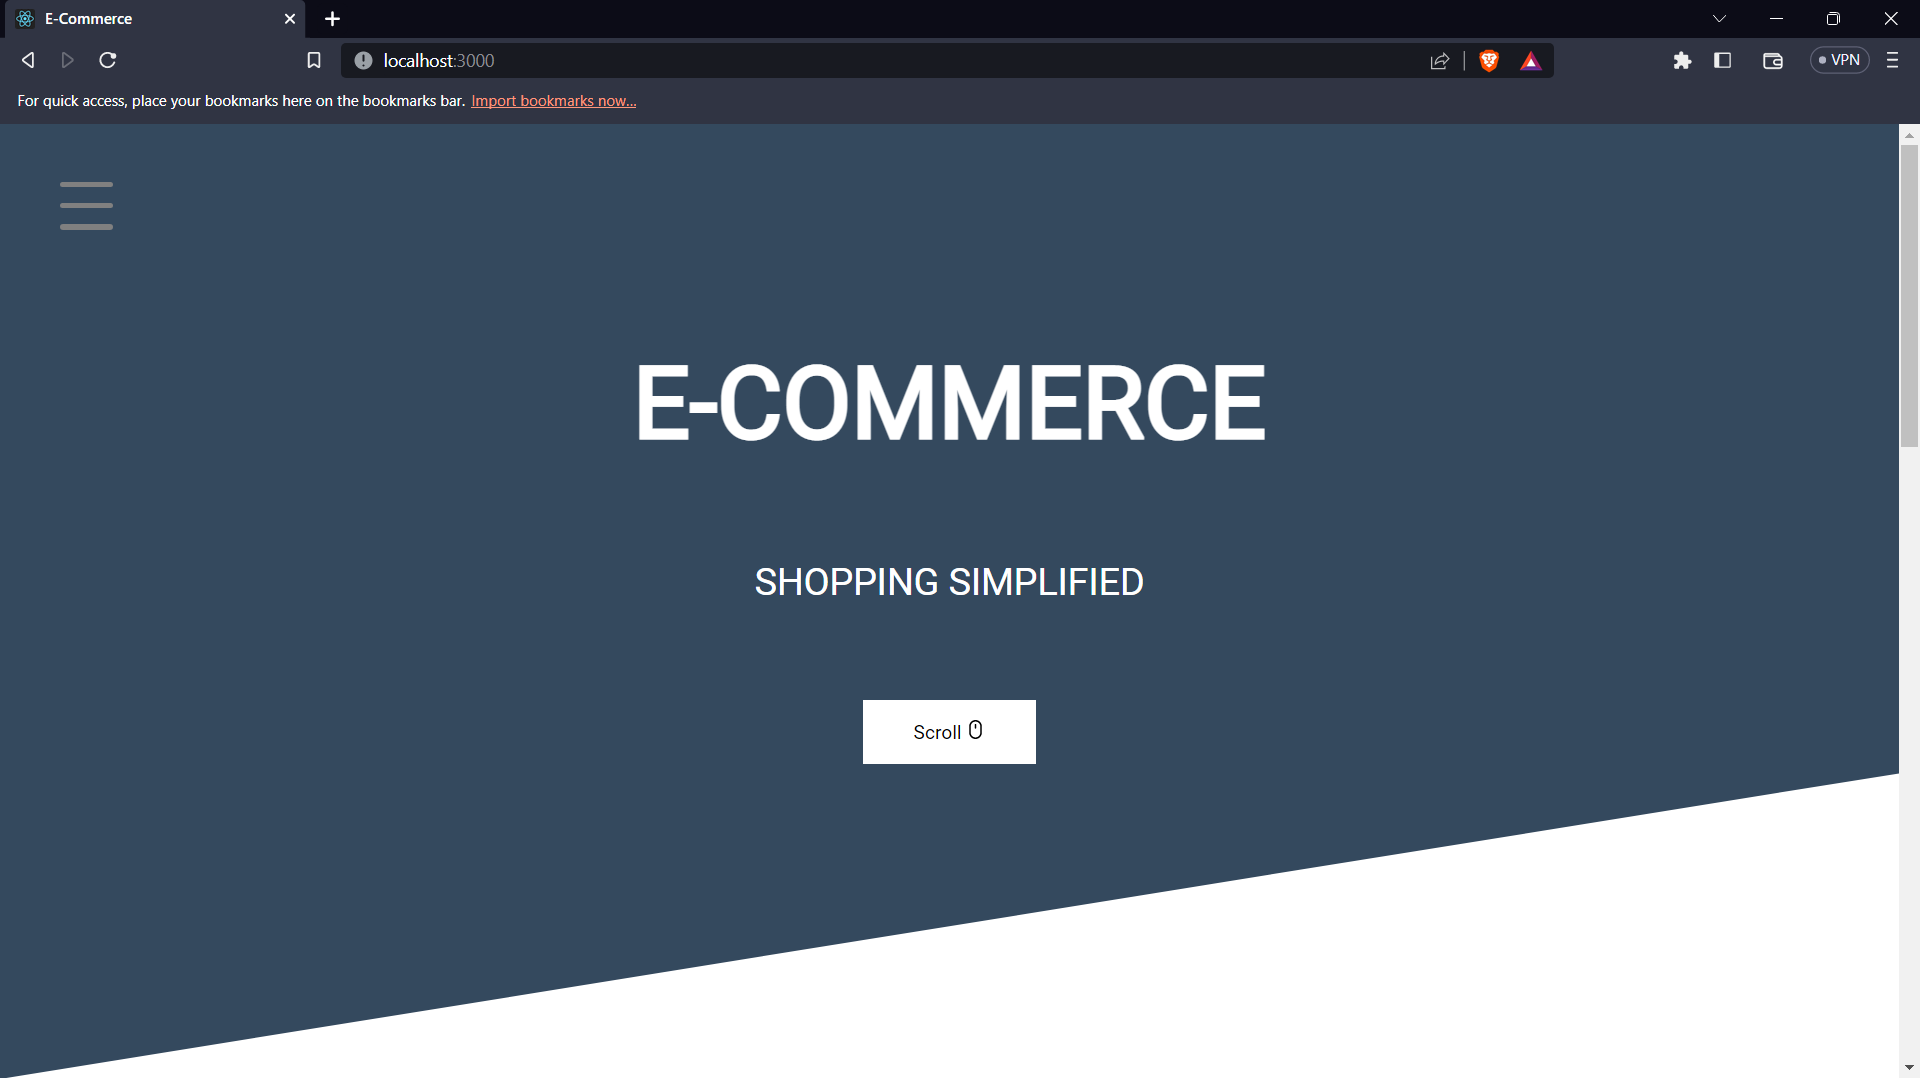 E-Commerce
localhost:3000
VPN
For quick access, place your bookmarks here on the bookmarks bar. Import bookmarks now...
E-COMMERCE
SHOPPING SIMPLIFIED
Scroll